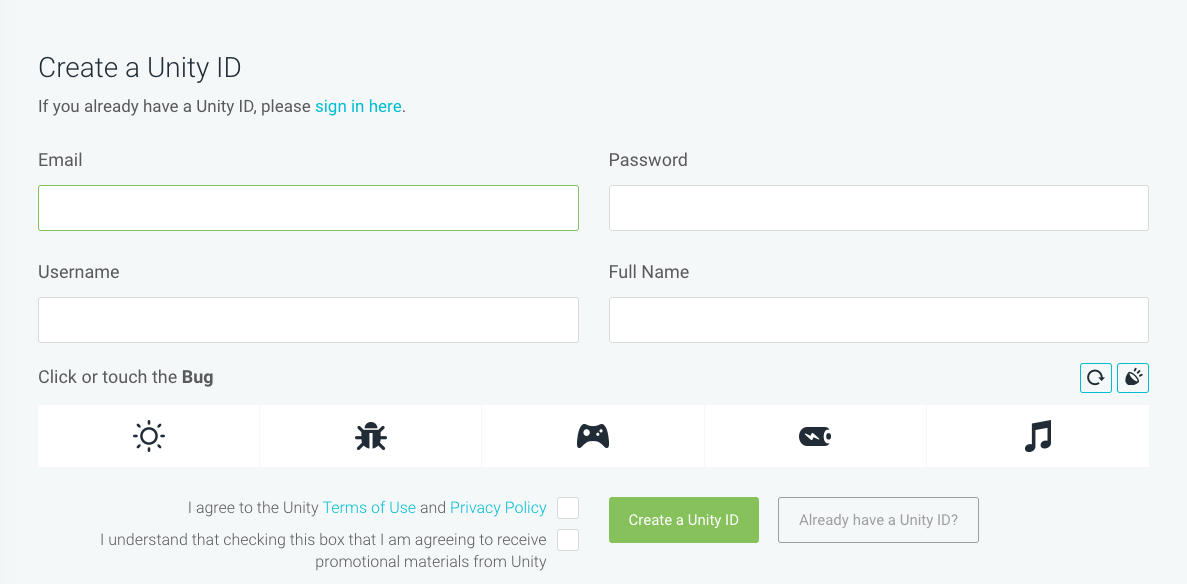 Create a Unity ID
If you already have a Unity ID, please sign in here.
Email
Password
Username
Full Name
Click or touch the Bug
I agree to the Unity Terms of Use and Privacy Policy
I understand that checking this box that I am agreeing to receive
promotional materials from Unity
Create a Unity ID
Already have a Unity ID?